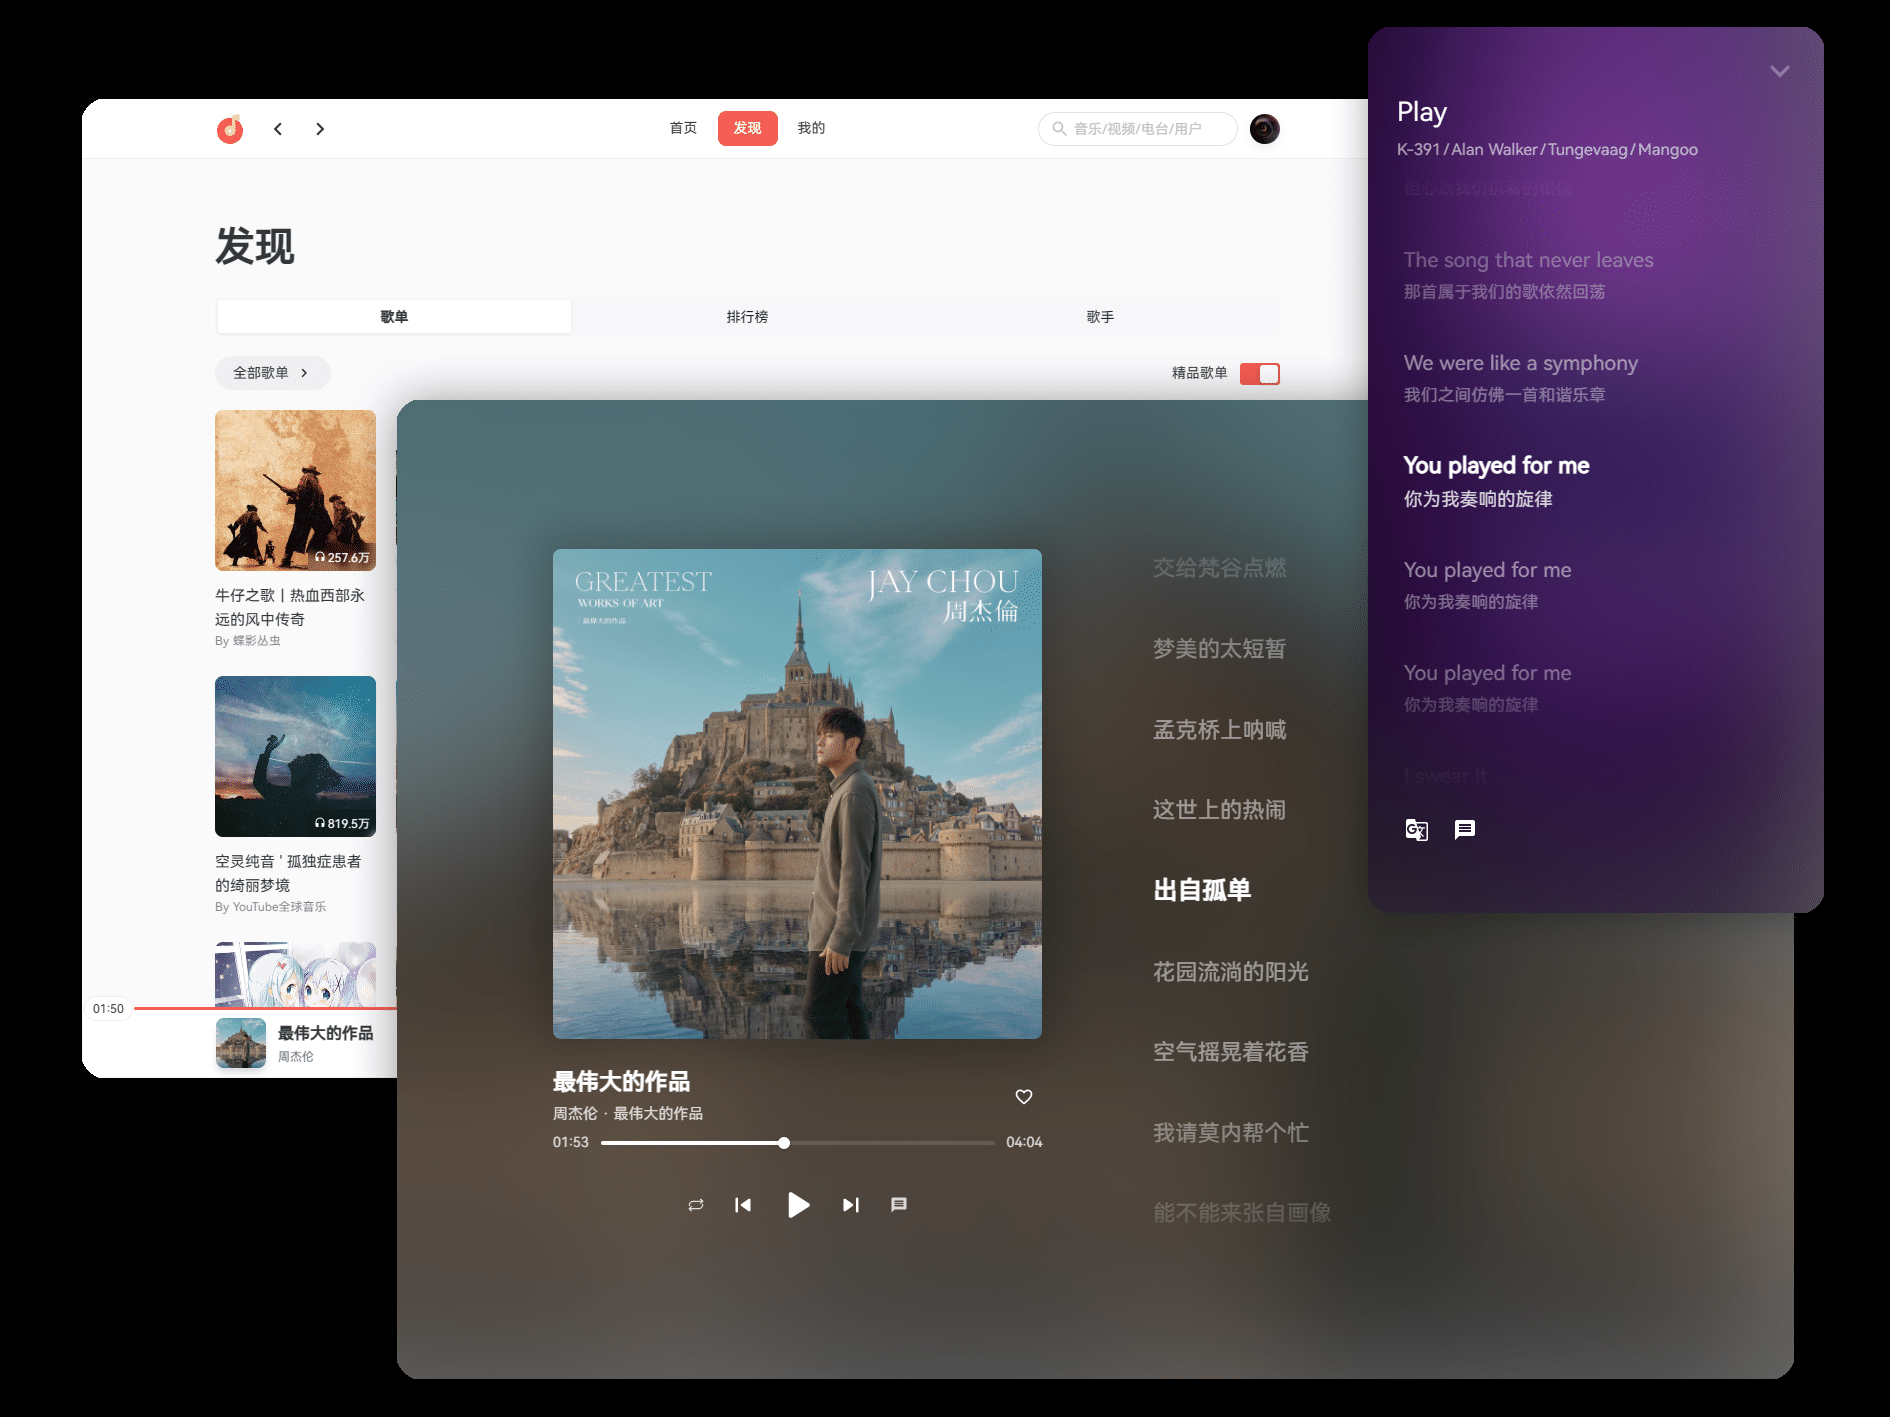 首页
发现
我的
音乐/视频/电台/用户
发现
歌单
排行榜
歌手
全部歌单
精品歌单
257.6万
牛仔之歌丨热血西部永
远的风中传奇
By 蝶影丛虫
819.5万
空灵纯音 ' 孤独症患者
的绮丽梦境
By YouTube全球音乐
01:50
最伟大的作品
周杰伦
GREATEST
WORKS OF ART
最偉大的作品
JAY CHOU
周杰倫
最伟大的作品
周杰伦 · 最伟大的作品
01:53
04:04
交给梵谷点燃
梦美的太短暂
孟克桥上呐喊
这世上的热闹
出自孤单
花园流淌的阳光
空气摇晃着花香
我请莫内帮个忙
能不能来张自画像
Play
K-391/Alan Walker/Tungevaag/Mangoo
The song that never leaves
那首属于我们的歌依然回荡
We were like a symphony
我们之间仿佛一首和谐乐章
You played for me
你为我奏响的旋律
You played for me
你为我奏响的旋律
You played for me
你为我奏响的旋律
I swear it